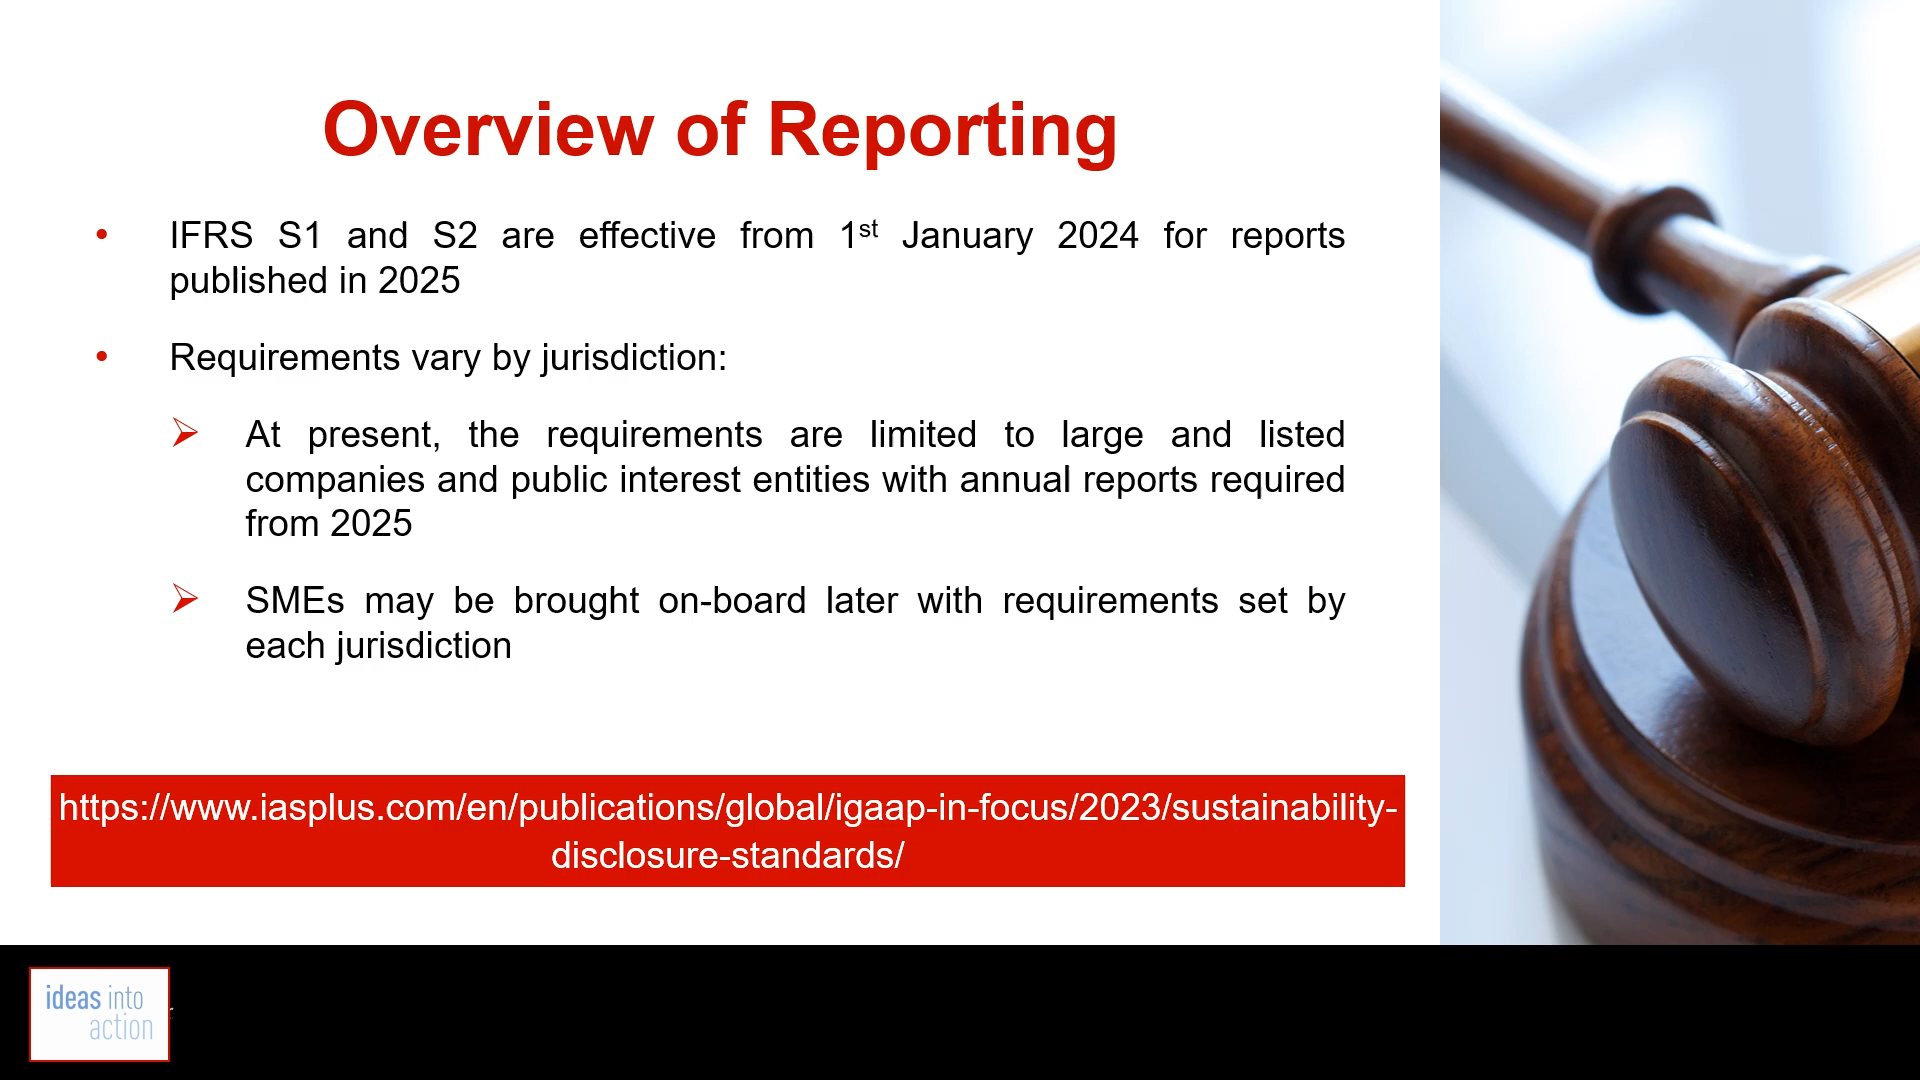 Overview of Reporting
• IFRS S1 and S2 are effective from 1st January 2024 for reports
published in 2025
• Requirements vary by jurisdiction:
➢ At present, the requirements are limited to large and listed
companies and public interest entities with annual reports required
from 2025
➢ SMEs may be brought on-board later with requirements set by
each jurisdiction
https://www.iasplus.com/en/publications/global/igaap-in-focus/2023/sustainability-
disclosure-standards/
ideas into
action